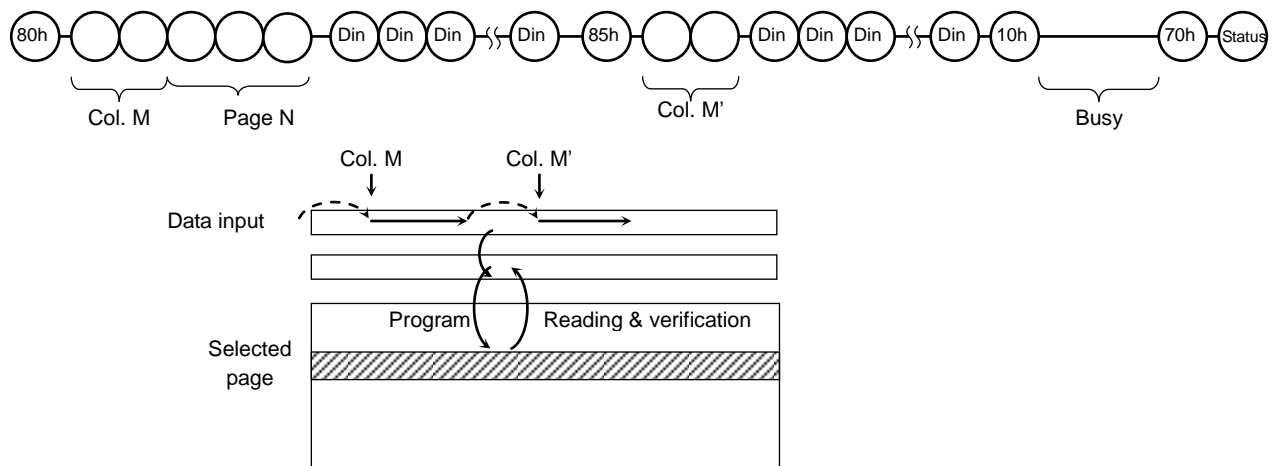 80h Din Din Din Din 85h Din Din Din Din 10h 70h Status
Col. M Page N Col. M’ Busy
Col. M Col. M’
Data input
Program Reading & verification
Selected
page